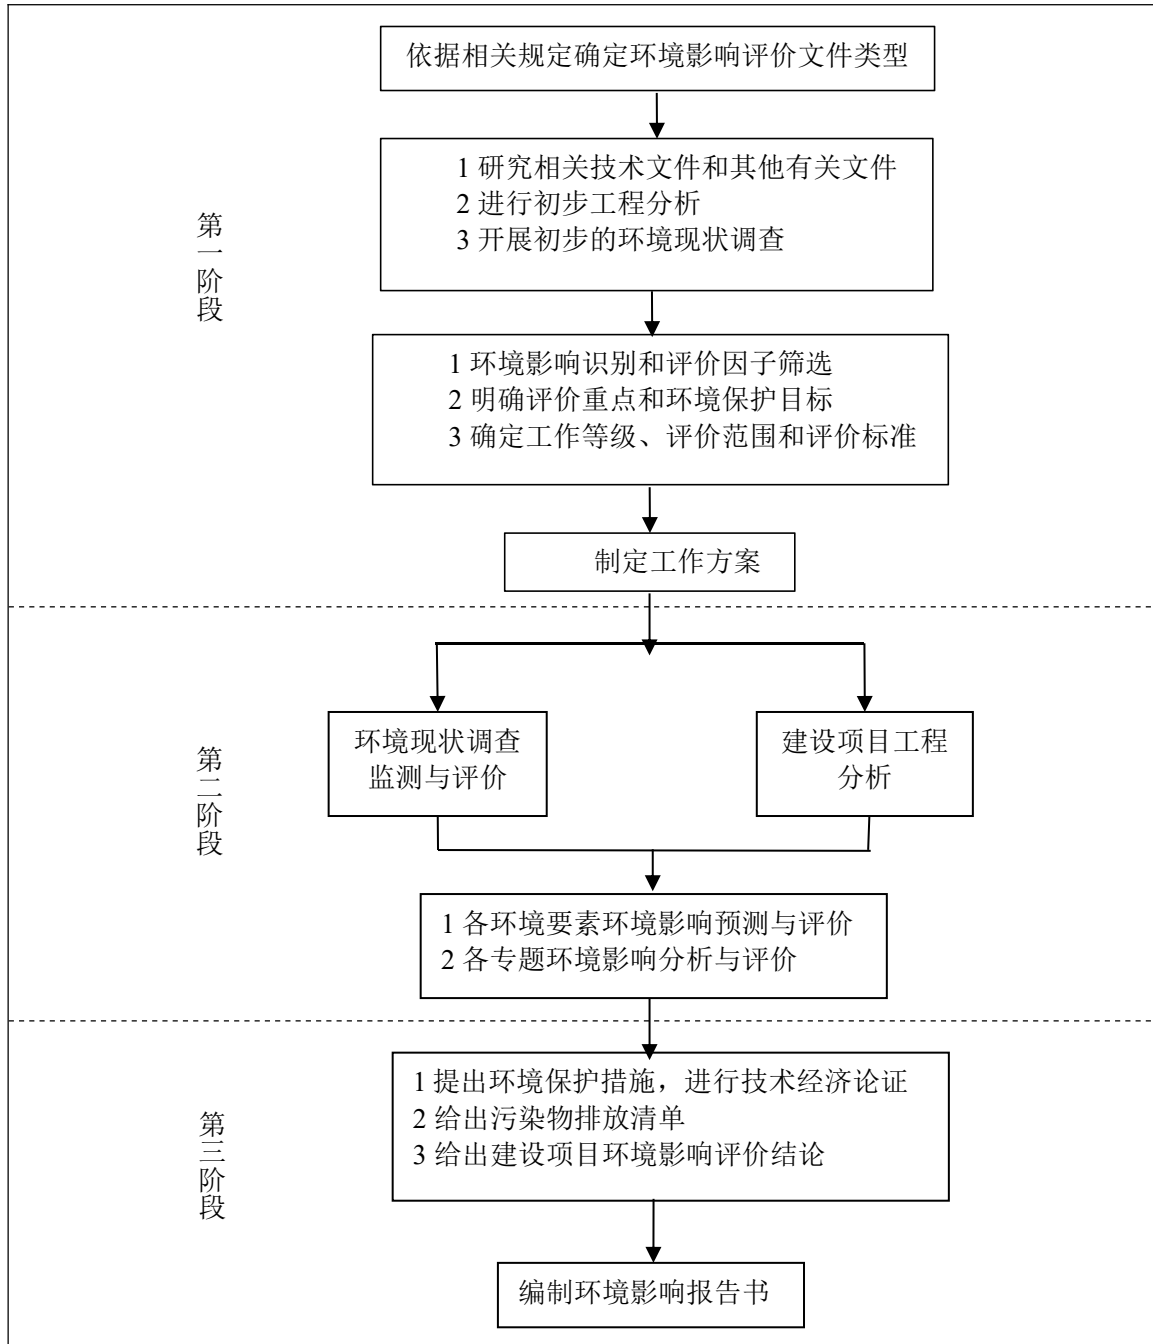 依据相关规定确定环境影响评价文件类型
第一阶段
1 研究相关技术文件和其他有关文件
2 进行初步工程分析
3 开展初步的环境现状调查
1 环境影响识别和评价因子筛选
2 明确评价重点和环境保护目标
3 确定工作等级、评价范围和评价标准
制定工作方案
第二阶段
环境现状调查
监测与评价
建设项目工程
分析
1 各环境要素环境影响预测与评价
2 各专题环境影响分析与评价
第三阶段
1 提出环境保护措施，进行技术经济论证
2 给出污染物排放清单
3 给出建设项目环境影响评价结论
编制环境影响报告书